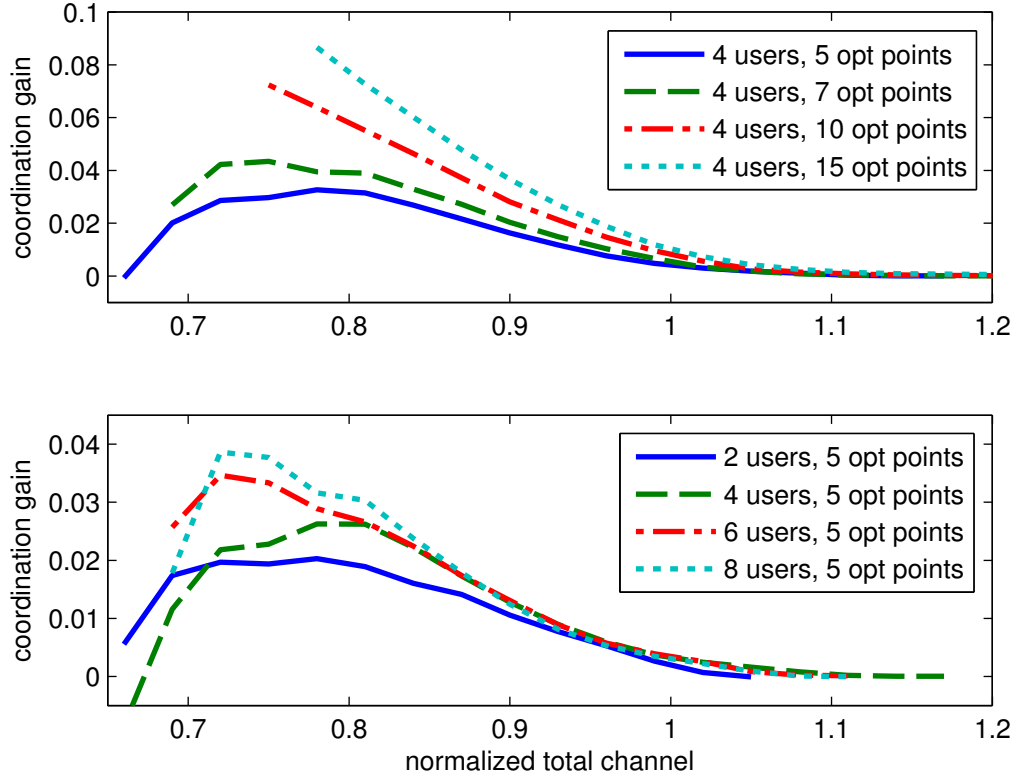 0.1
0.08
0.06
0.04
0.02
0
coordination gain
4 users, 5 opt points
4 users, 7 opt points
4 users, 10 opt points
4 users, 15 opt points
0.7 0.8 0.9 1 1.1 1.2
0.04
0.03
0.02
0.01
0
coordination gain
2 users, 5 opt points
4 users, 5 opt points
6 users, 5 opt points
8 users, 5 opt points
0.7 0.8 0.9 1 1.1 1.2
normalized total channel